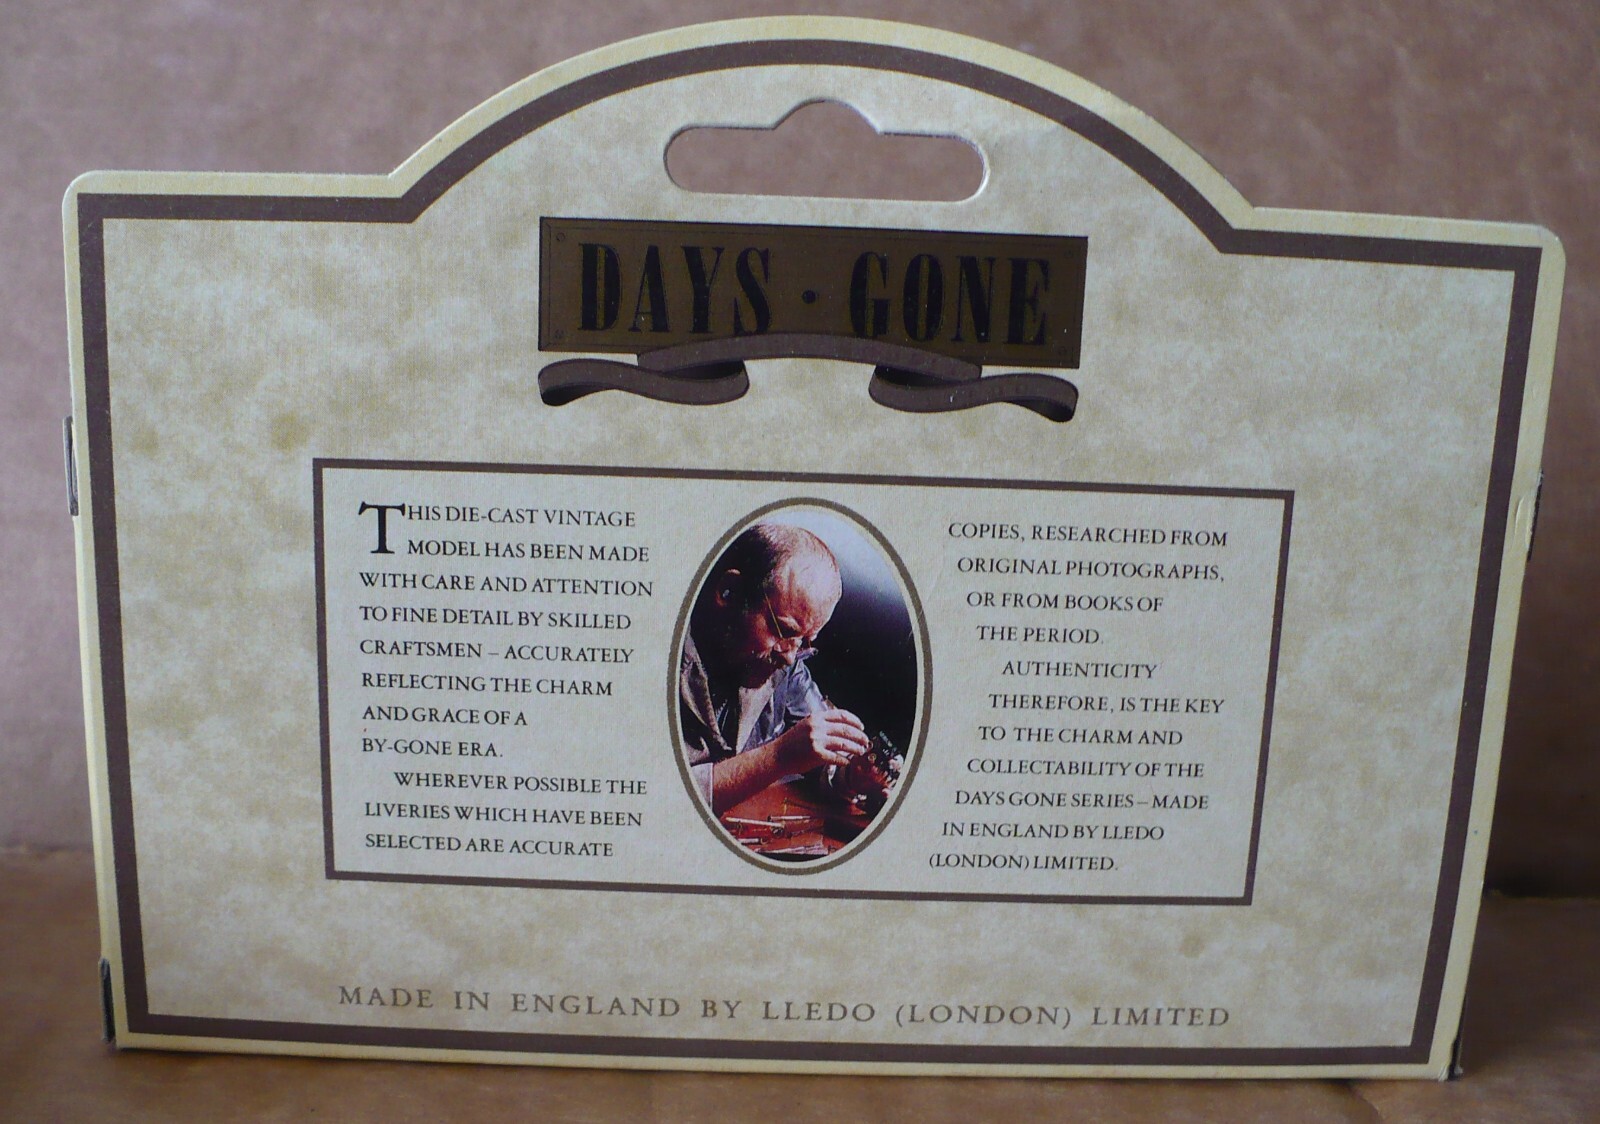 DAYS · GONE
THIS DIE-CAST VINTAGE
MODEL HAS BEEN MADE
WITH CARE AND ATTENTION
TO FINE DETAIL BY SKILLED
CRAFTSMEN – ACCURATELY
REFLECTING THE CHARM
AND GRACE OF A
BY-GONE ERA.
WHEREVER POSSIBLE THE
LIVERIES WHICH HAVE BEEN
SELECTED ARE ACCURATE
COPIES, RESEARCHED FROM
ORIGINAL PHOTOGRAPHS,
OR FROM BOOKS OF
THE PERIOD.
AUTHENTICITY
THEREFORE, IS THE KEY
TO THE CHARM AND
COLLECTABILITY OF THE
DAYS GONE SERIES – MADE
IN ENGLAND BY LLEDO
(LONDON) LIMITED.
MADE IN ENGLAND BY LLEDO (LONDON) LIMITED